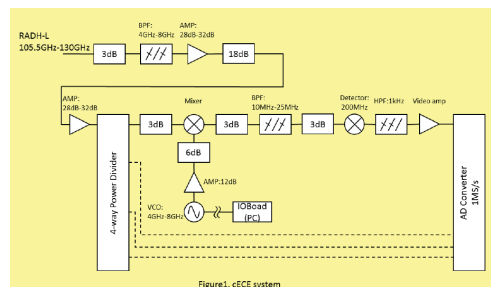 RADH-L
105.5GHz-130GHz
3dB
BPF:
4GHz-8GHz
AMP:
28dB-32dB
18dB
AMP:
28dB-32dB
4-way Power Divider
3dB
Mixer
3dB
BPF:
10MHz-25MHz
3dB
Detector:
200MHz
HPF:1kHz
Video amp
AD Converter
1MS/s
6dB
AMP:12dB
VCO:
4GHz-8GHz
IOBoad
(PC)
Figure1. cECE system